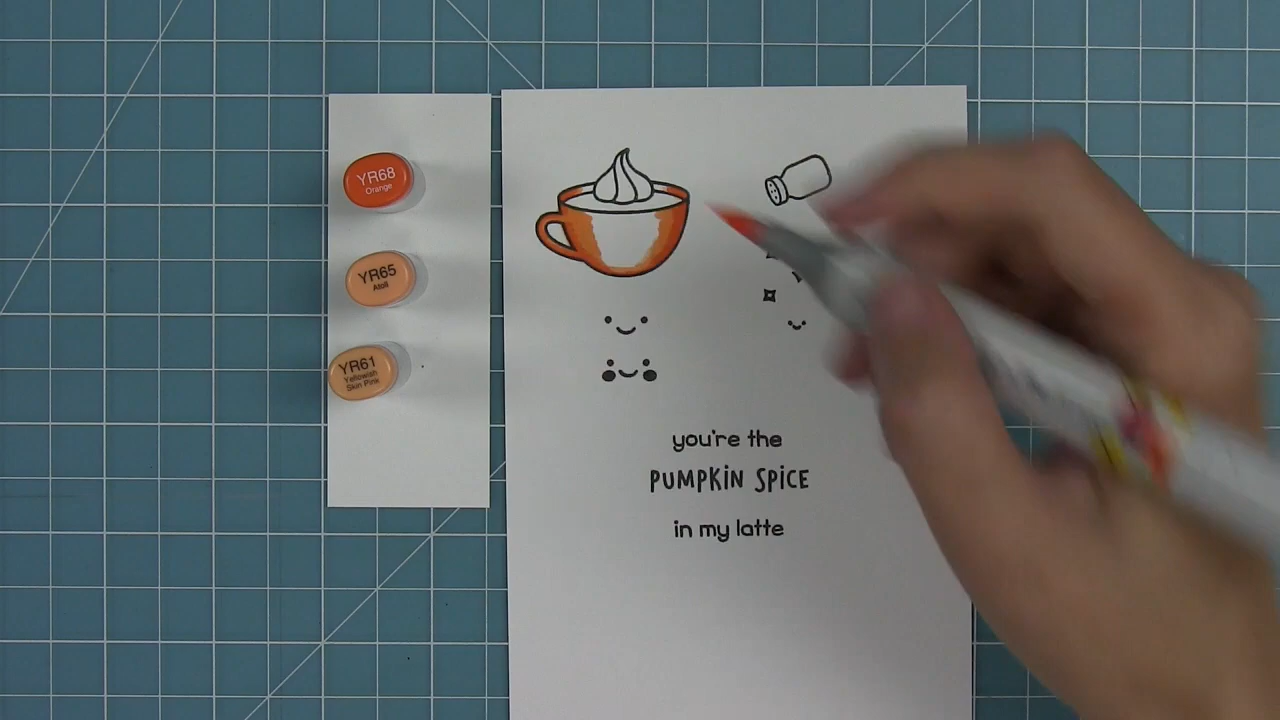 YR68
Orange
YR65
Atoll
YR61
Yellowish
Skin Pink
you're the
PUMPKiN SPiCE
in my latte